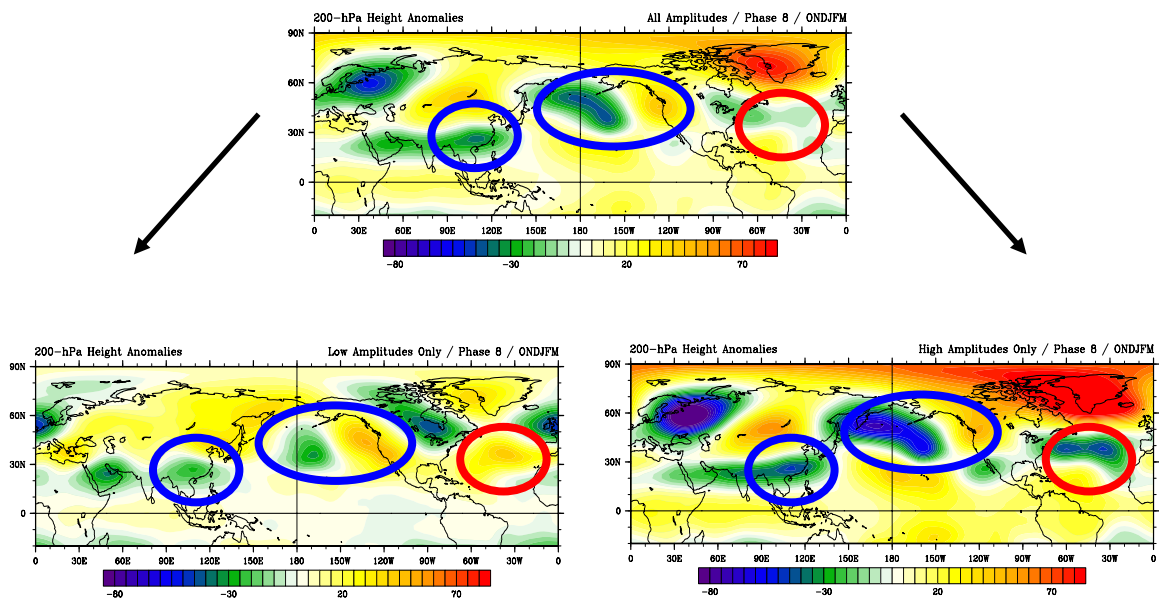 200-hPa Height Anomalies All Amplitudes / Phase 8 / ONDJFM
90N
60N
30N
0
0 30E 60E 90E 120E 150E 180 150W 120W 90W 60W 30W 0
-80 -30 20 70
200-hPa Height Anomalies Low Amplitudes Only / Phase 8 / ONDJFM
90N
60N
30N
0
0 30E 60E 90E 120E 150E 180 150W 120W 90W 60W 30W 0
-80 -30 20 70
200-hPa Height Anomalies High Amplitudes Only / Phase 8 / ONDJFM
90N
60N
30N
0
0 30E 60E 90E 120E 150E 180 150W 120W 90W 60W 30W 0
-80 -30 20 70